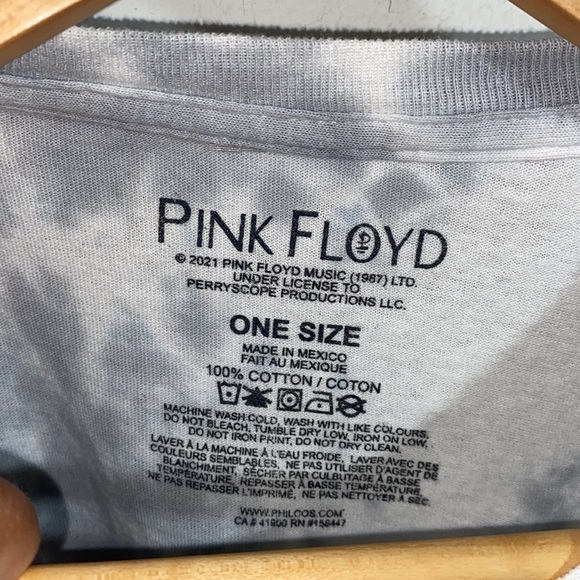 PINK FLOYD
© 2021 PINK FLOYD MUSIC (1987) LTD.
UNDER LICENSE TO
PERRYSCOPE PRODUCTIONS LLC.
ONE SIZE
MADE IN MEXICO
FAIT AU MEXIQUE
100% COTTON / COTON
MACHINE WASH COLD, WASH WITH LIKE COLOURS,
DO NOT BLEACH. TUMBLE DRY LOW, IRON ON LOW,
DO NOT IRON PRINT, DO NOT DRY CLEAN.
LAVER À LA MACHINE À L'EAU FROIDE, LAVER AVEC DES
COULEURS SEMBLABLES, NE PAS UTILISER D'AGENT DE
BLANCHIMENT, SÉCHER PAR CULBUTAGE À BASSE
TEMPÉRATURE, REPASSER À BASSE TEMPÉRATURE,
NE PAS REPASSER L'IMPRIMÉ, NE PAS NETTOYER À SEC.
WWW.PHILCOS.COM
CA # 41900 RN #158447